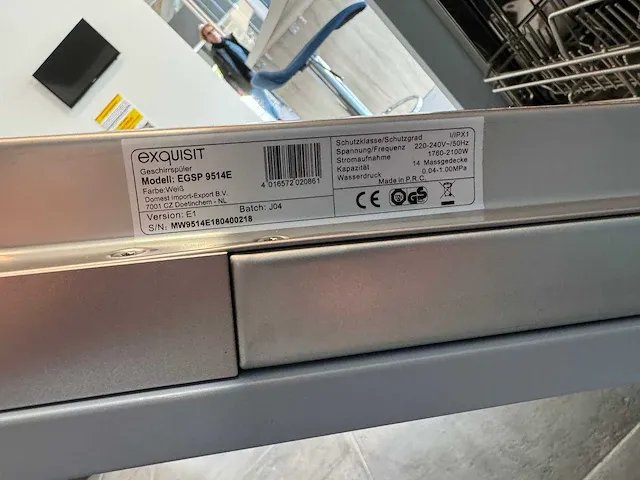 exquisit
Geschirrspüler
Modell: EGSP 9514E
Farbe:Weiß
Domest Import-Export B.V.
7001 CZ Doetinchem - NL
Version: E1
Batch: J04
S/N: MW9514E180400218
4 016572 020861
Schutzklasse/Schutzgrad I/IPX1
Spannung/Frequenz 220-240V~/50Hz
Stromaufnahme 1760-2100W
Kapazität 14 Massgedecke
Wasserdruck 0.04-1.00MPa
Made in P.R.C.
CE GS